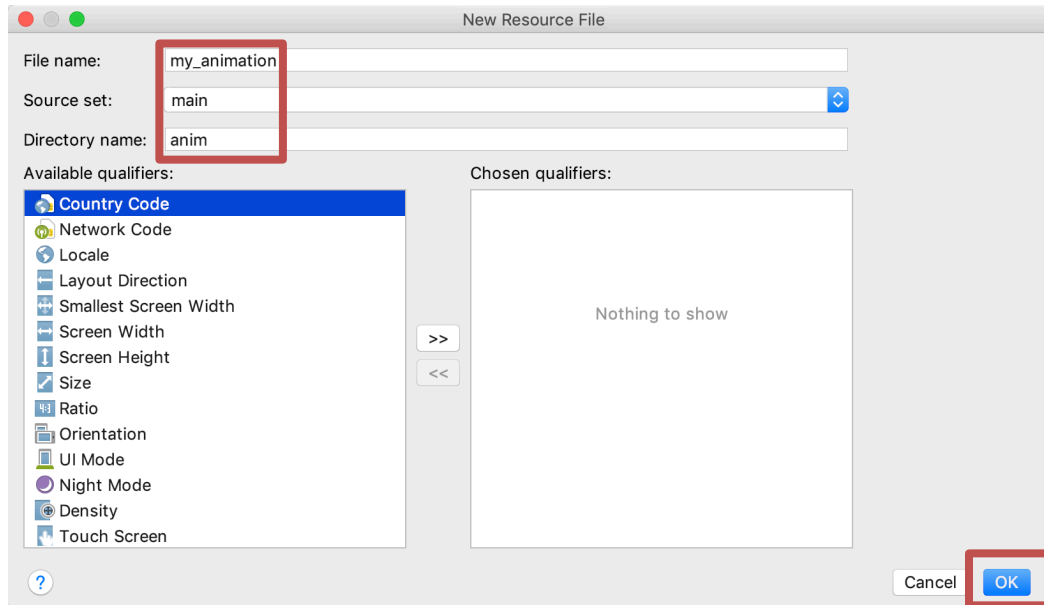 New Resource File
File name: my_animation
Source set: main
Directory name: anim
Available qualifiers: Chosen qualifiers:
Country Code
Network Code
Locale
Layout Direction
Smallest Screen Width
Nothing to show
Screen Width
>>
Screen Height
<<
Size
4:3 Ratio
Orientation
UI Mode
Night Mode
Density
Touch Screen
? Cancel OK